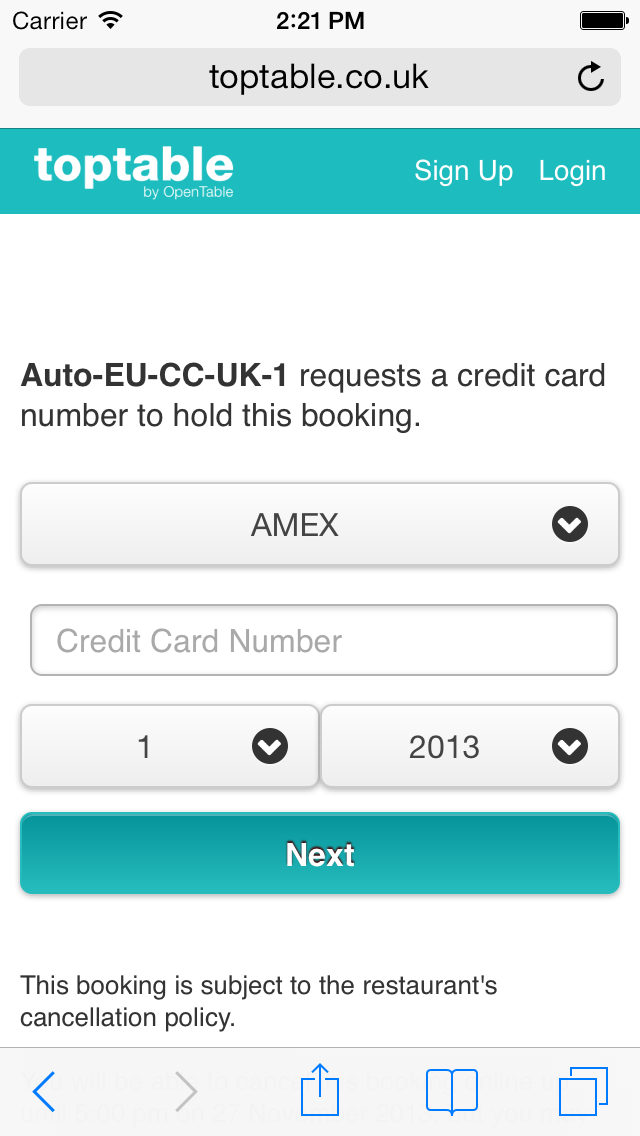 Carrier 2:21 PM
toptable.co.uk
toptable
by OpenTable
Sign Up Login
Auto-EU-CC-UK-1 requests a credit card
number to hold this booking.
AMEX
Credit Card Number
1 2013
Next
This booking is subject to the restaurant's
cancellation policy.